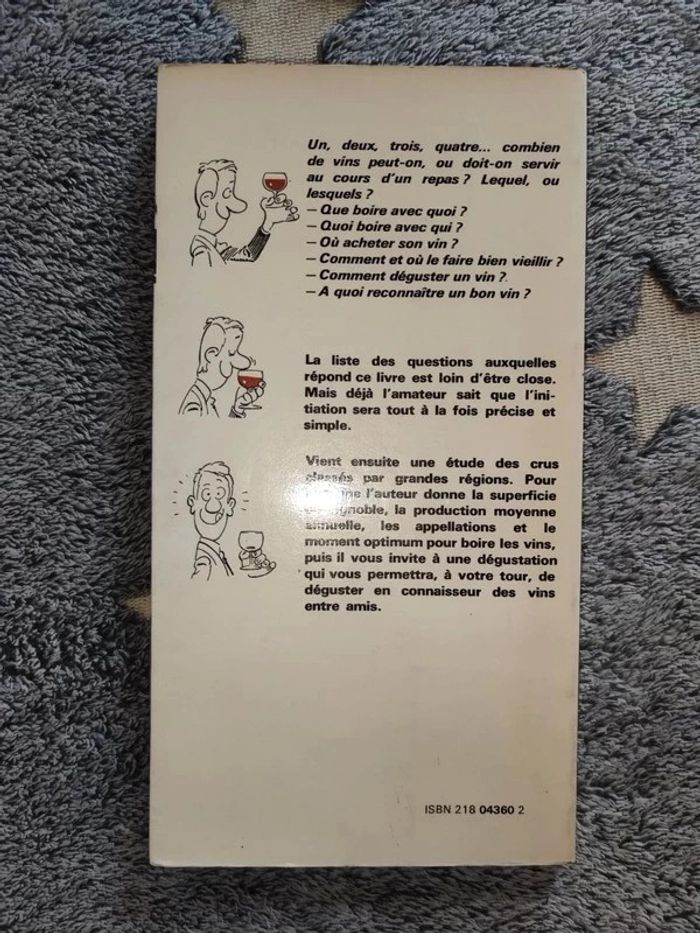 Un, deux, trois, quatre... combien
de vins peut-on, ou doit-on servir
au cours d'un repas ? Lequel, ou
lesquels ?
– Que boire avec quoi ?
– Quoi boire avec qui ?
– Où acheter son vin ?
– Comment et où le faire bien vieillir ?
– Comment déguster un vin ?
– A quoi reconnaître un bon vin ?
La liste des questions auxquelles
répond ce livre est loin d'être close.
Mais déjà l'amateur sait que l'ini-
tiation sera tout à la fois précise et
simple.
Vient ensuite une étude des crus
classés par grandes régions. Pour
l'auteur donne la superficie
la production moyenne
annuelle, les appellations et le
moment optimum pour boire les vins,
puis il vous invite à une dégustation
qui vous permettra, à votre tour, de
déguster en connaisseur des vins
entre amis.
ISBN 218 04360 2